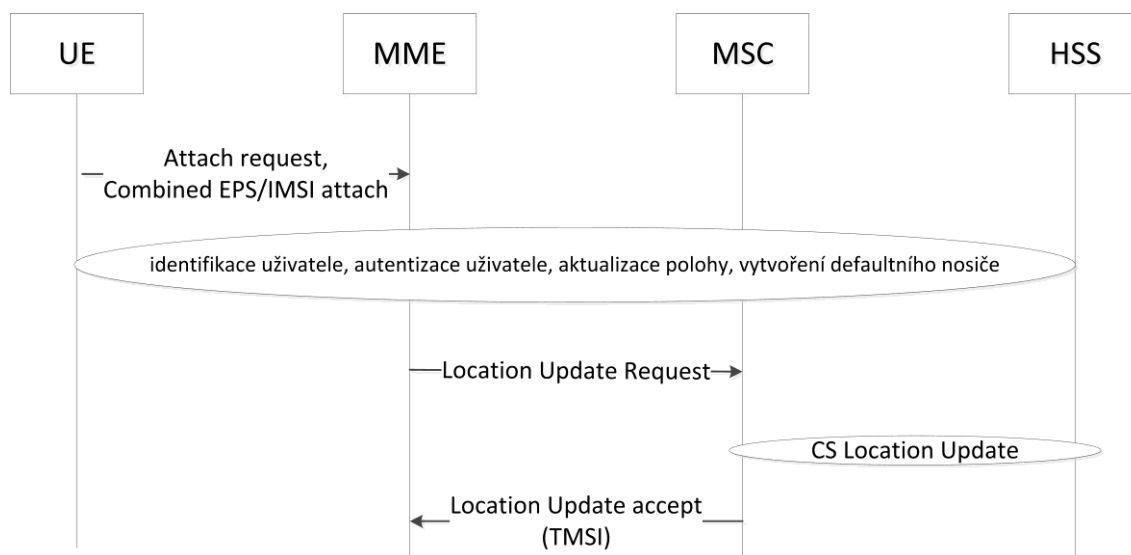 UE
MME
MSC
HSS
Attach request,
Combined EPS/IMSI attach
identifikace uživatele, autentizace uživatele, aktualizace polohy, vytvoření defaultního nosiče
Location Update Request
CS Location Update
Location Update accept
(TMSI)